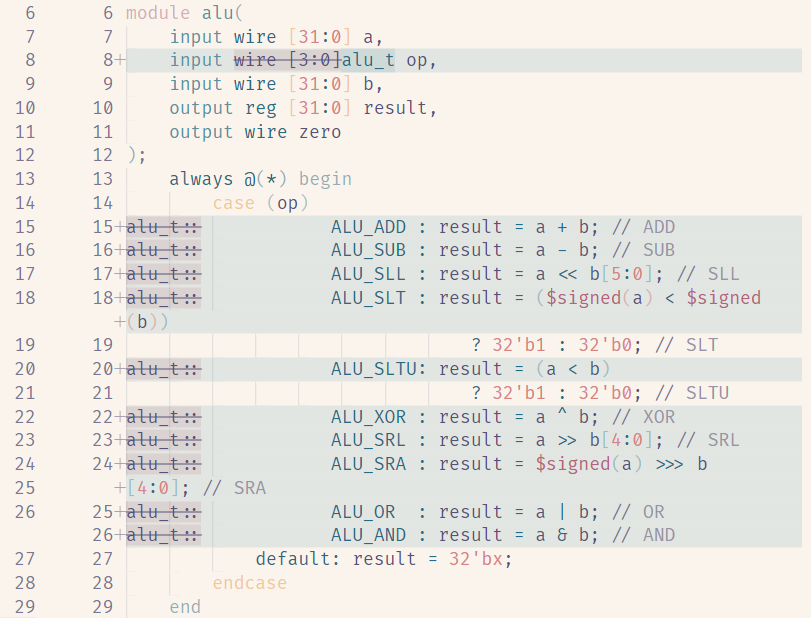 6 6 module alu(
7 7 input wire [31:0] a,
8 8+ input wire [3:0]alu_t op,
9 9 input wire [31:0] b,
10 10 output reg [31:0] result,
11 11 output wire zero
12 12 );
13 13 always @(*) begin
14 14 case (op)
15 15+alu_t:: ALU_ADD : result = a + b; // ADD
16 16+alu_t:: ALU_SUB : result = a - b; // SUB
17 17+alu_t:: ALU_SLL : result = a << b[5:0]; // SLL
18 18+alu_t:: ALU_SLT : result = ($signed(a) < $signed
+(b))
19 19 ? 32'b1 : 32'b0; // SLT
20 20+alu_t:: ALU_SLTU: result = (a < b)
21 21 ? 32'b1 : 32'b0; // SLTU
22 22+alu_t:: ALU_XOR : result = a ^ b; // XOR
23 23+alu_t:: ALU_SRL : result = a >> b[4:0]; // SRL
24 24+alu_t:: ALU_SRA : result = $signed(a) >>> b
25 +[4:0]; // SRA
26 25+alu_t:: ALU_OR : result = a | b; // OR
26+alu_t:: ALU_AND : result = a & b; // AND
27 27 default: result = 32'bx;
28 28 endcase
29 29 end